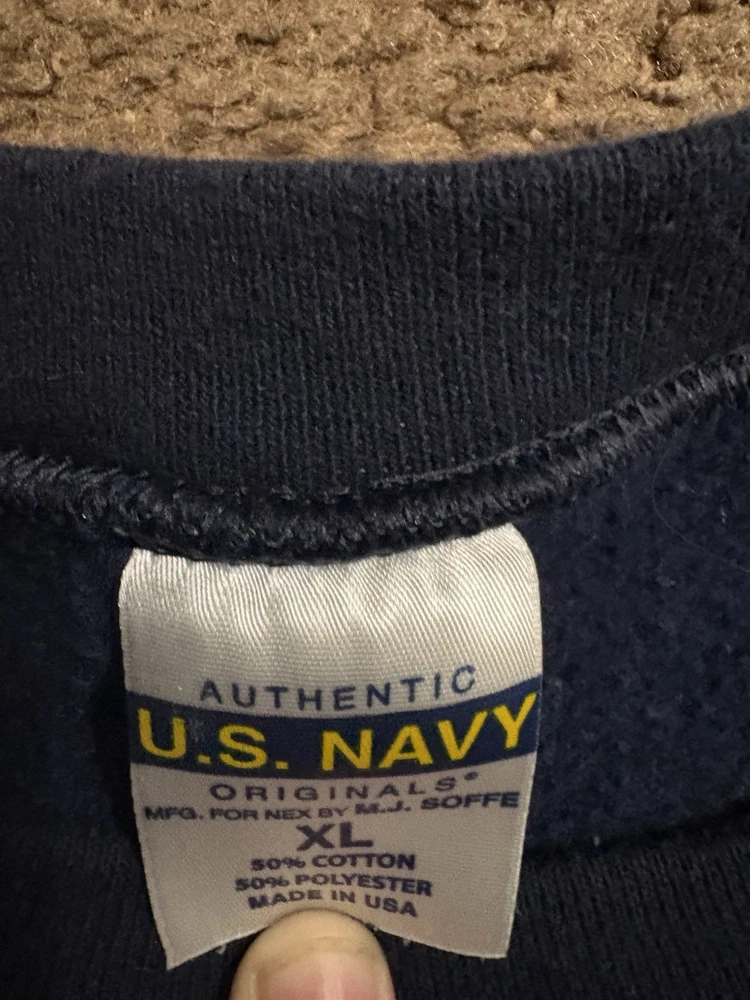 AUTHENTIC
U.S. NAVY
ORIGINALS®
MFG. FOR NEX BY M.J. SOFFE
XL
50% COTTON
50% POLYESTER
MADE IN USA